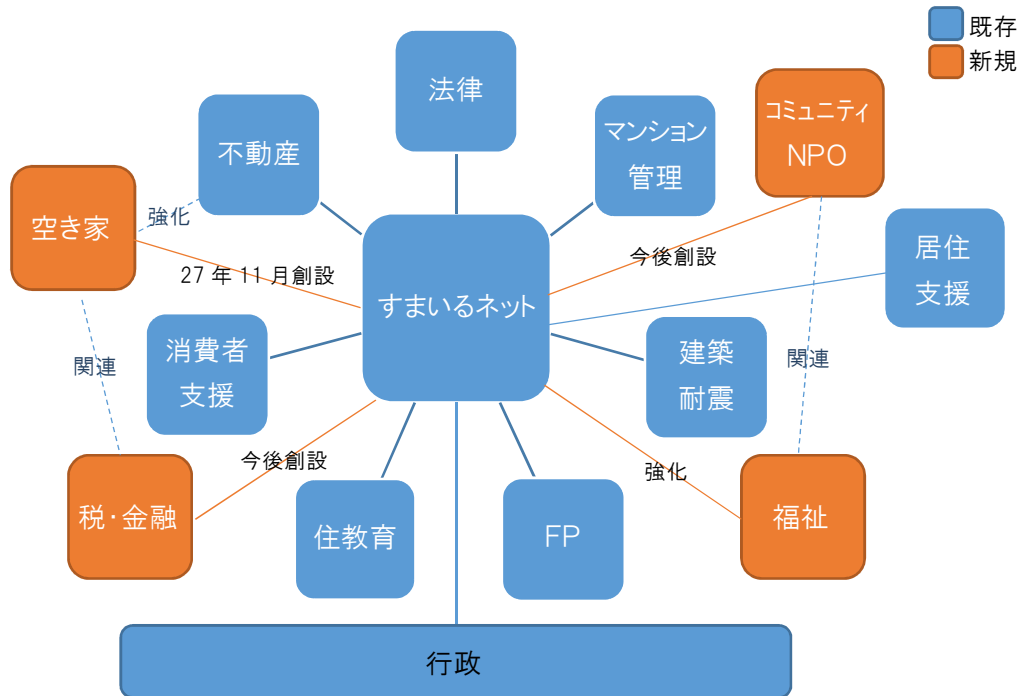 既存
新規
法律
コミュニティ
NPO
マンション
管理
不動産
空き家
強化
居住
支援
今後創設
27年11月創設
すまいるネット
消費者
支援
建築
耐震
関連
関連
今後創設
強化
税・金融
住教育
FP
福祉
行政